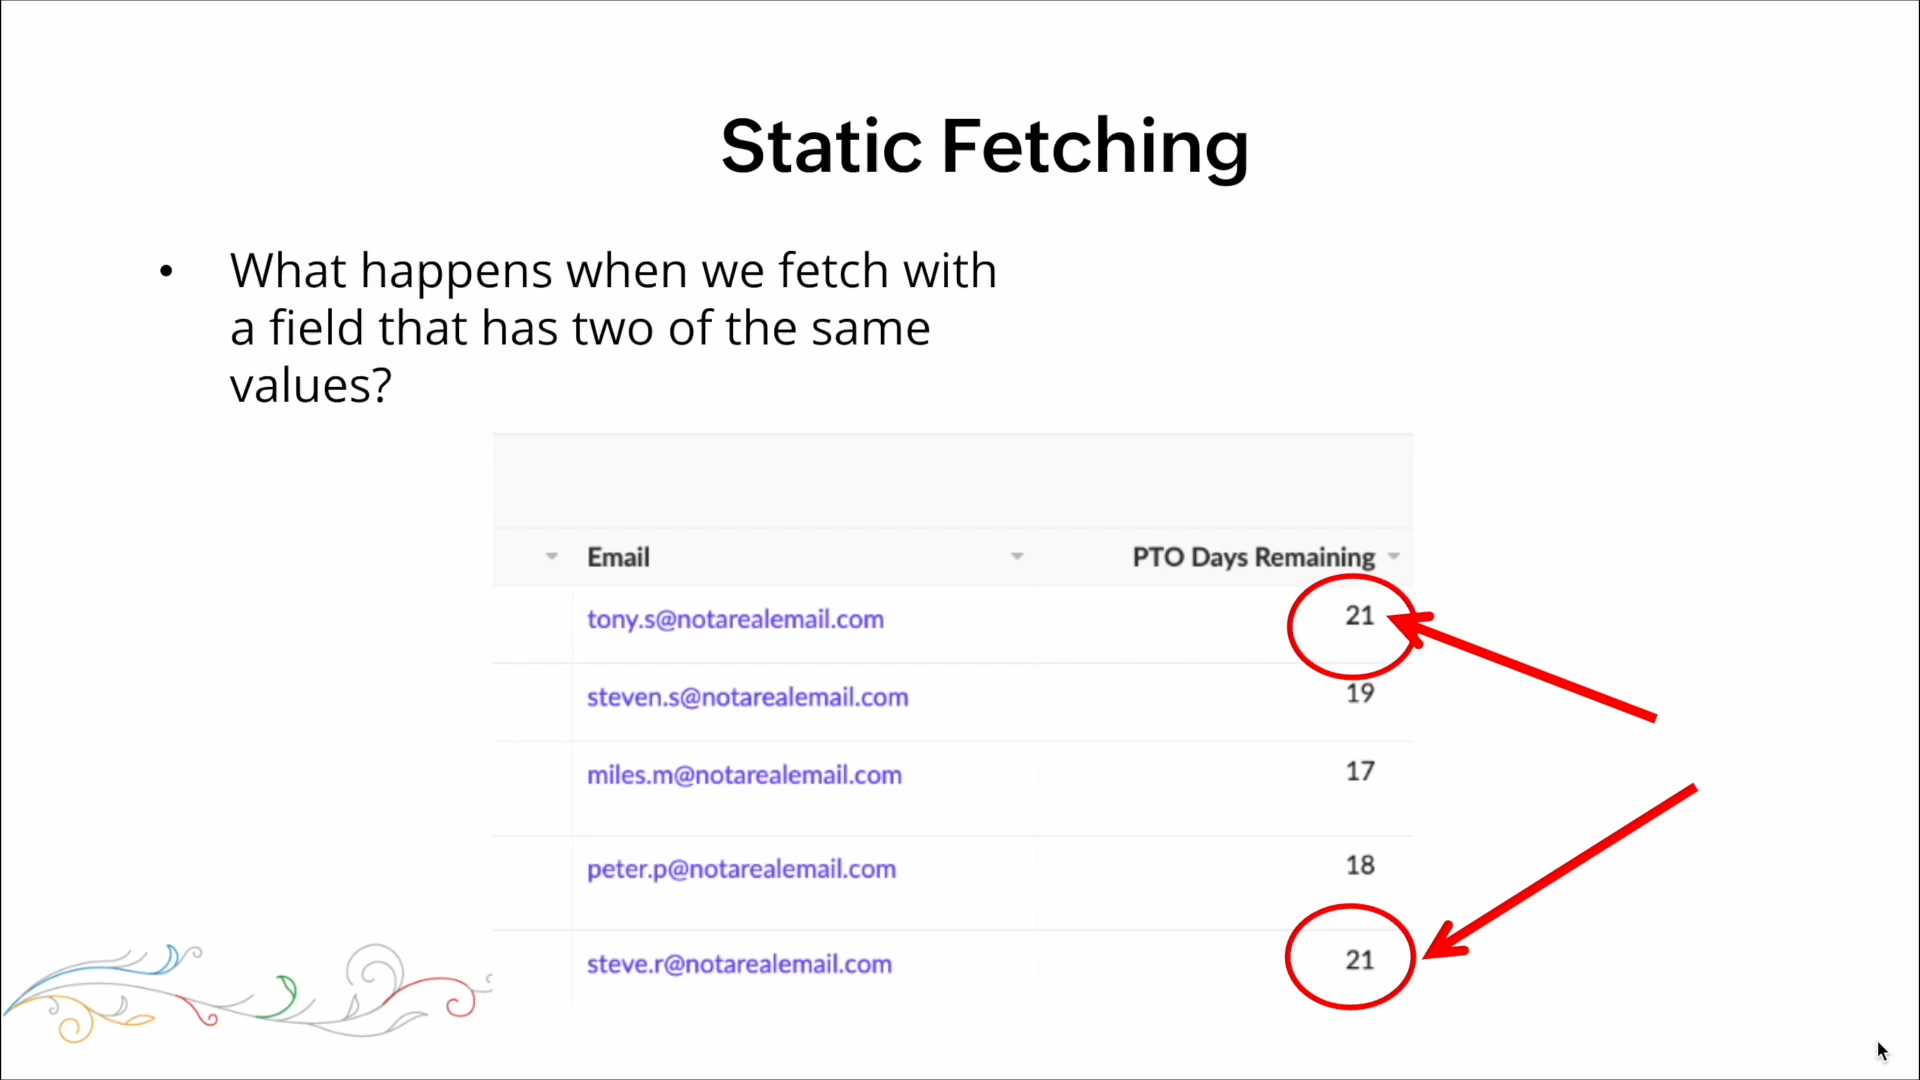 Static Fetching
• What happens when we fetch with
a field that has two of the same
values?
Email PTO Days Remaining
tony.s@notarealemail.com 21
steven.s@notarealemail.com 19
miles.m@notarealemail.com 17
peter.p@notarealemail.com 18
steve.r@notarealemail.com 21